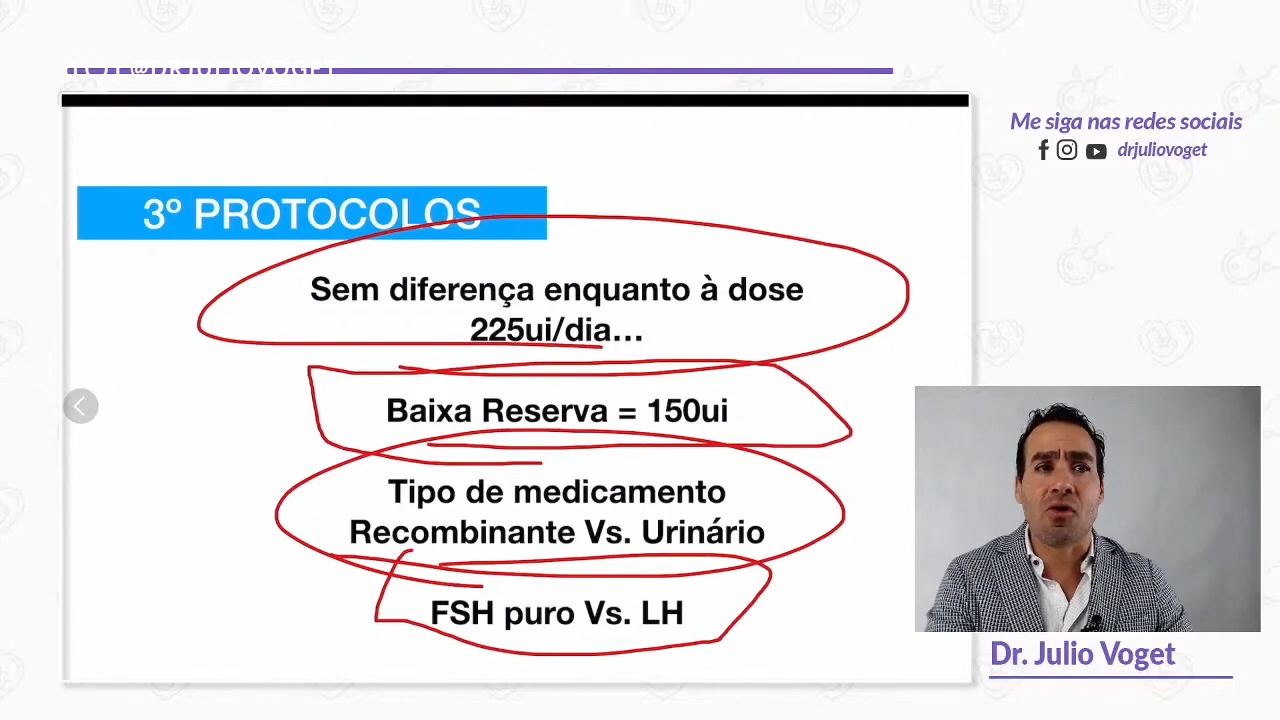 @DRJULIOVOGET
Me siga nas redes sociais
drjuliovoget
3º PROTOCOLOS
Sem diferença enquanto à dose
225ui/dia...
Baixa Reserva = 150ui
Tipo de medicamento
Recombinante Vs. Urinário
FSH puro Vs. LH
Dr. Julio Voget